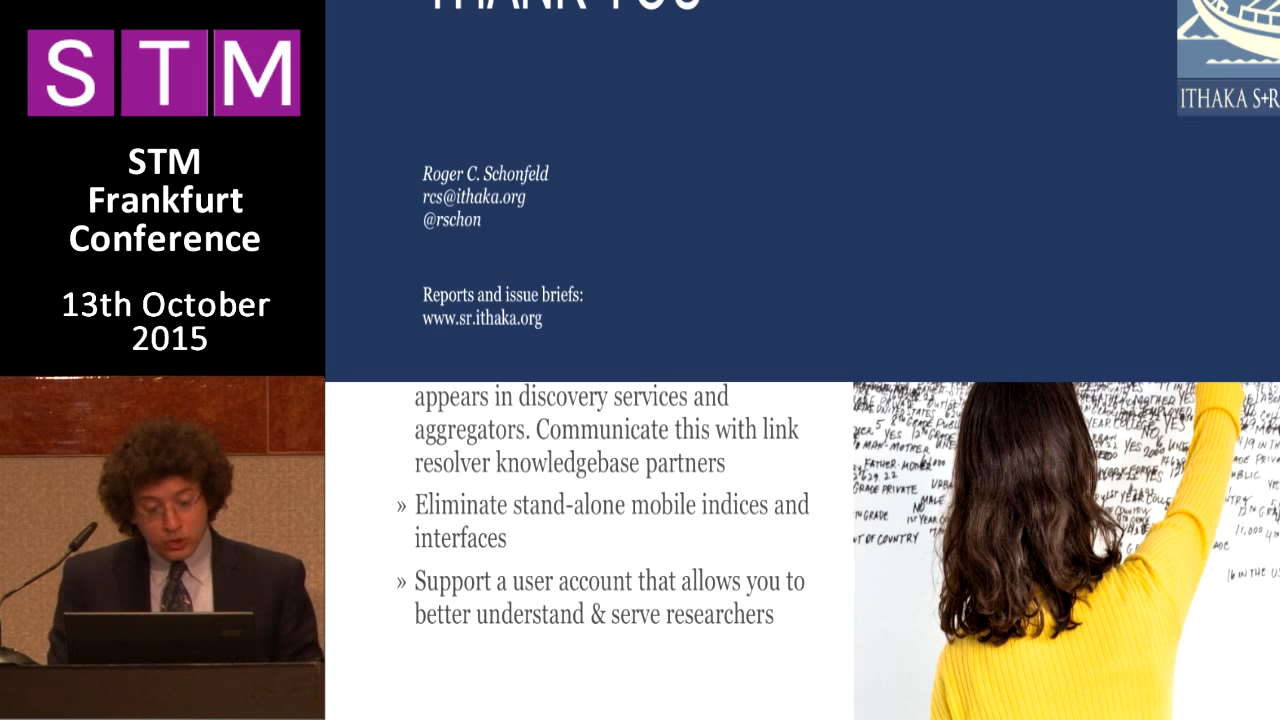 STM
STM
Frankfurt
Conference
13th October
2015
THANK YOU
ITHAKA S+R
Roger C. Schonfeld
rcs@ithaka.org
@rschon
Reports and issue briefs:
www.sr.ithaka.org
appears in discovery services and
aggregators. Communicate this with link
resolver knowledgebase partners
» Eliminate stand-alone mobile indices and
interfaces
» Support a user account that allows you to
better understand & serve researchers